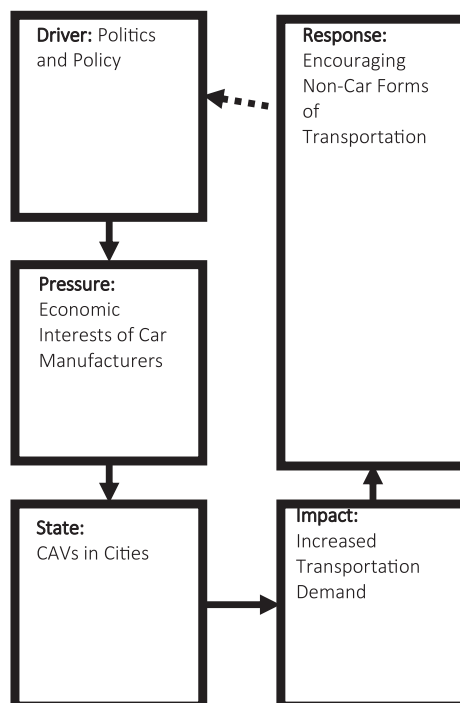 Driver: Politics
and Policy
Pressure:
Economic
Interests of Car
Manufacturers
State:
CAVs in Cities
Impact:
Increased
Transportation
Demand
Response:
Encouraging
Non-Car Forms
of
Transportation